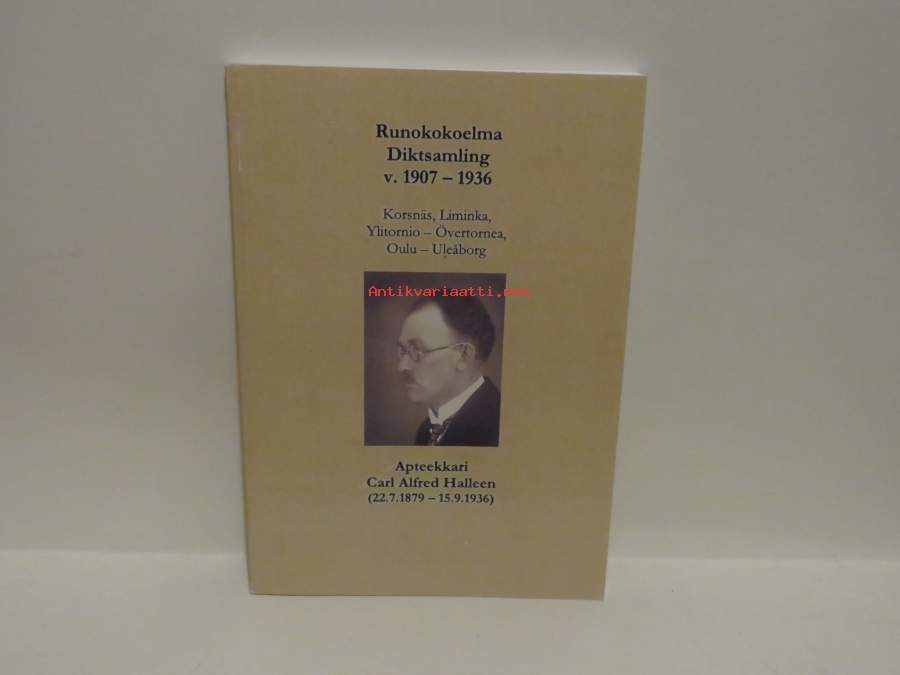 Runokokoelma
Diktsamling
v. 1907 – 1936
Korsnäs, Liminka,
Ylitornio – Övertornea,
Oulu – Uleåborg
Antikvariaatti.net
Apteekkari
Carl Alfred Halleen
(22.7.1879 – 15.9.1936)